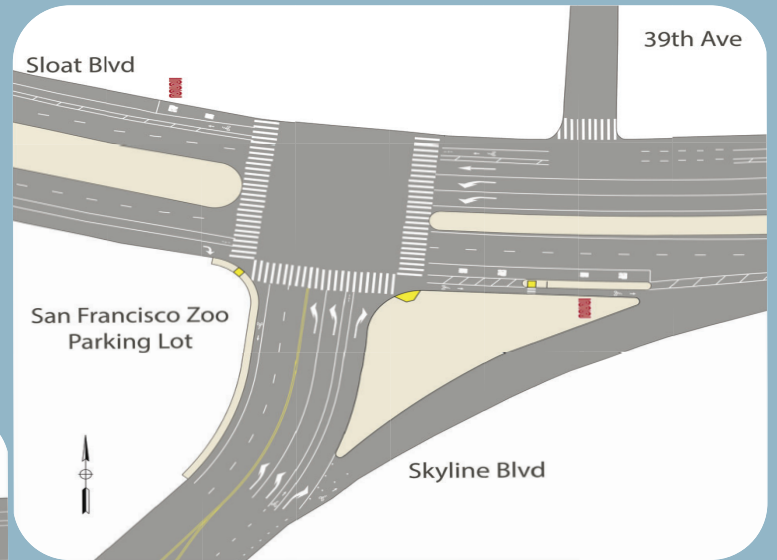 39th Ave
Sloat Blvd
San Francisco Zoo
Parking Lot
Skyline Blvd